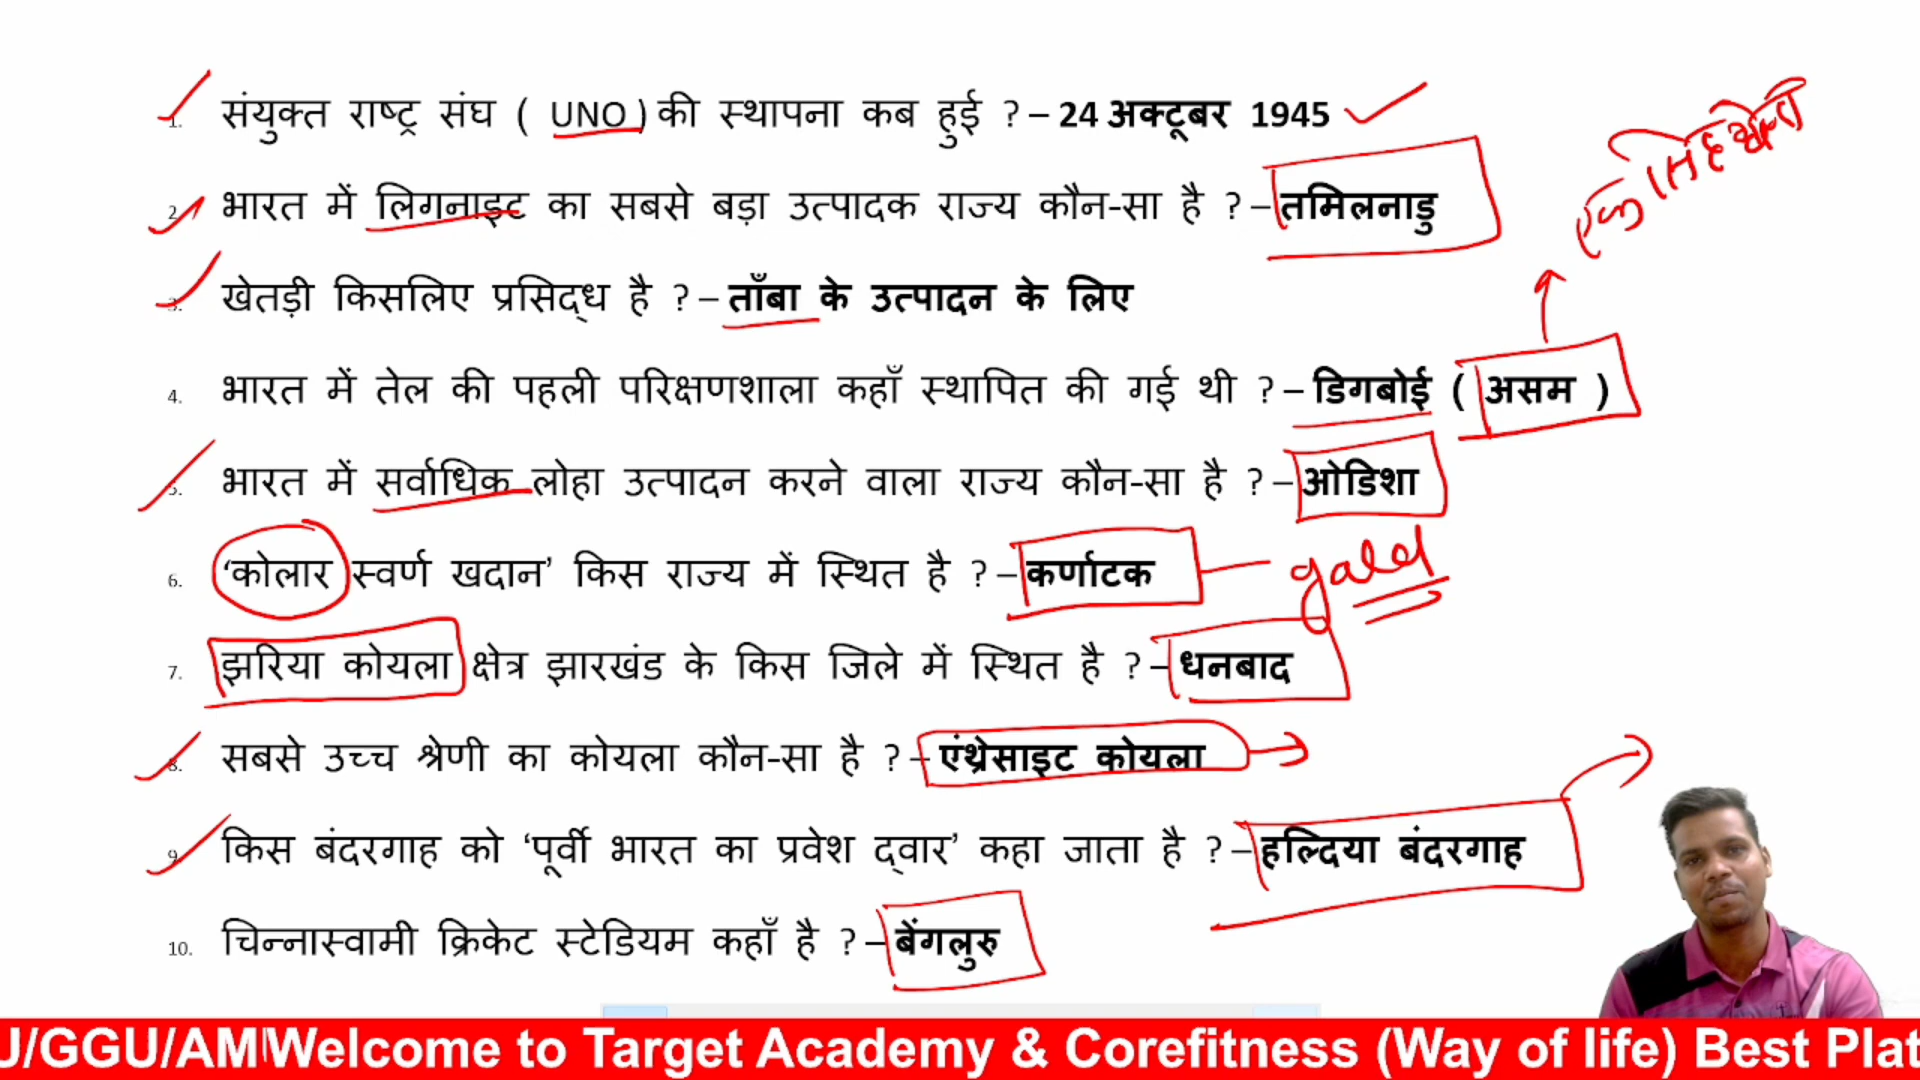 1. संयुक्त राष्ट्र संघ ( UNO ) की स्थापना कब हुई ? – 24 अक्टूबर 1945
2. भारत में लिगनाइट का सबसे बड़ा उत्पादक राज्य कौन-सा है ? – तमिलनाडु
3. खेतड़ी किसलिए प्रसिद्ध है ? – ताँबा के उत्पादन के लिए
4. भारत में तेल की पहली परिक्षणशाला कहाँ स्थापित की गई थी ? – डिगबोई ( असम )
5. भारत में सर्वाधिक लोहा उत्पादन करने वाला राज्य कौन-सा है ? – ओडिशा
6. ‘कोलार स्वर्ण खदान’ किस राज्य में स्थित है ? – कर्णाटक
7. झरिया कोयला क्षेत्र झारखंड के किस जिले में स्थित है ? – धनबाद
8. सबसे उच्च श्रेणी का कोयला कौन-सा है ? – एंथ्रेसाइट कोयला
9. किस बंदरगाह को ‘पूर्वी भारत का प्रवेश द्वार’ कहा जाता है ? – हल्दिया बंदरगाह
10. चिन्नास्वामी क्रिकेट स्टेडियम कहाँ है ? – बेंगलुरु
U/GGU/AM Welcome to Target Academy & Corefitness (Way of life) Best Plat